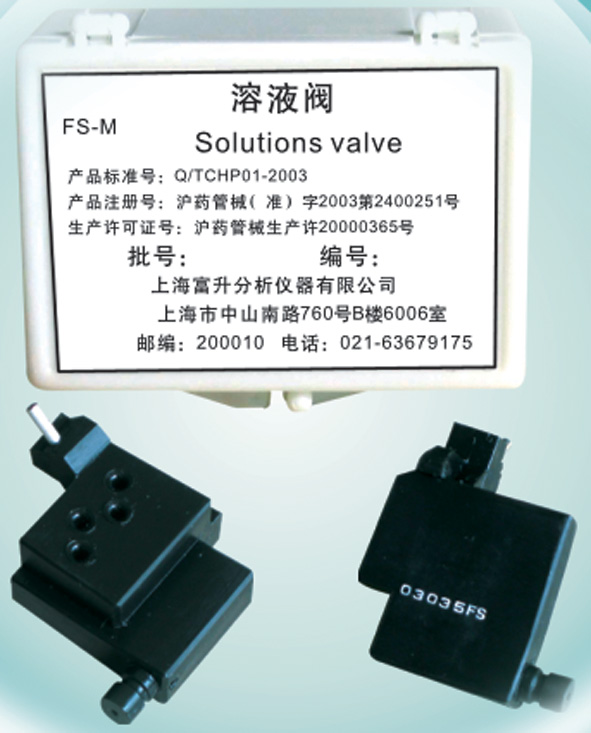 溶液阀
FS-M
Solutions valve
产品标准号：Q/TCHP01-2003
产品注册号：沪药管械(准)字2003第2400251号
生产许可证号：沪药管械生产许20000365号
批号： 编号：
上海富升分析仪器有限公司
上海市中山南路760号B楼6006室
邮编：200010 电话：021-63679175
03035FS